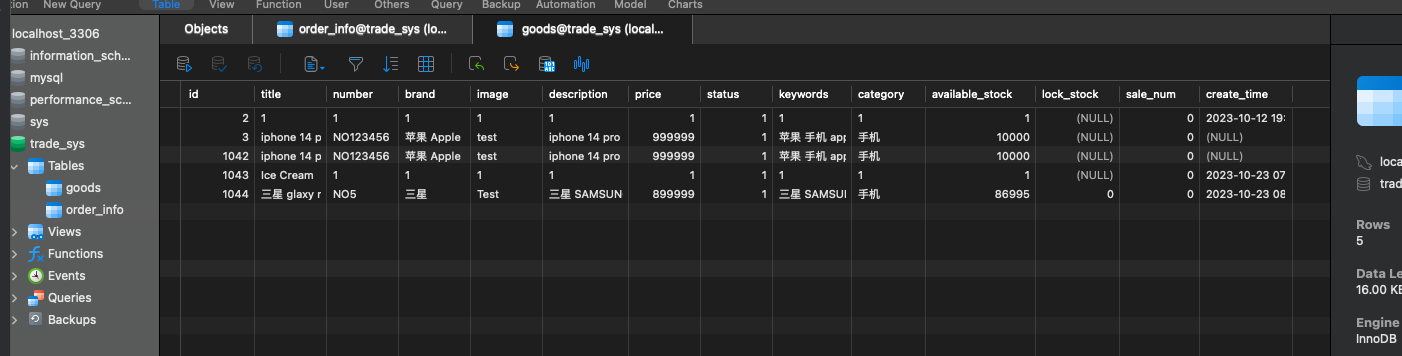 ction New Query Table View Function User Others Query Backup Automation Model Charts
localhost_3306
information_sch...
mysql
performance_sc...
sys
trade_sys
Tables
goods
order_info
Views
Functions
Events
Queries
Backups
Objects order_info@trade_sys (lo... goods@trade_sys (local...
id title number brand image description price status keywords category available_stock lock_stock sale_num create_time
2 1 1 1 1 1 1 1 1 1 1 (NULL) 0 2023-10-12 19:
3 iphone 14 p NO123456 苹果 Apple test iphone 14 pro 999999 1 苹果 手机 app 手机 10000 (NULL) 0 (NULL)
1042 iphone 14 p NO123456 苹果 Apple test iphone 14 pro 999999 1 苹果 手机 app 手机 10000 (NULL) 0 (NULL)
1043 Ice Cream 1 1 1 1 1 1 1 1 1 (NULL) 0 2023-10-23 07
1044 三星 glaxy r NO5 三星 Test 三星 SAMSUN 899999 1 三星 SAMSUN 手机 86995 0 0 2023-10-23 08
loca
trad
Rows
5
Data Le
16.00 KB
Engine
InnoDB